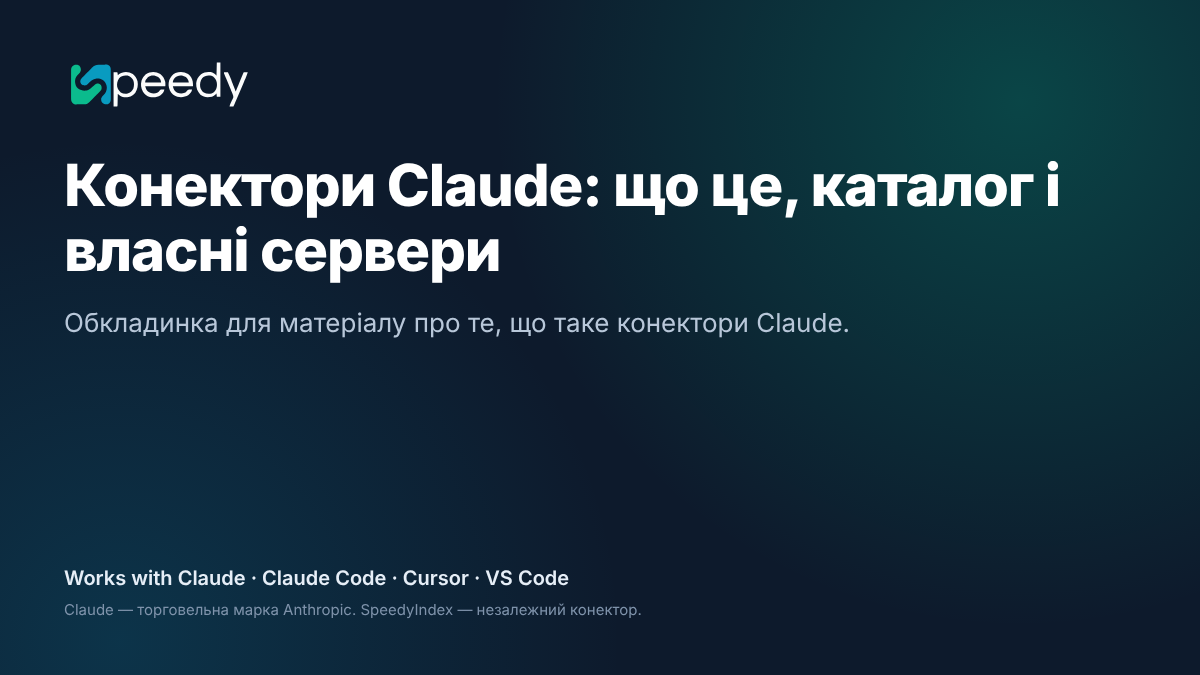 Speedy
Конектори Claude: що це, каталог і
власні сервери
Обкладинка для матеріалу про те, що таке конектори Claude.
Works with Claude · Claude Code · Cursor · VS Code
Claude — торговельна марка Anthropic. SpeedyIndex — незалежний конектор.